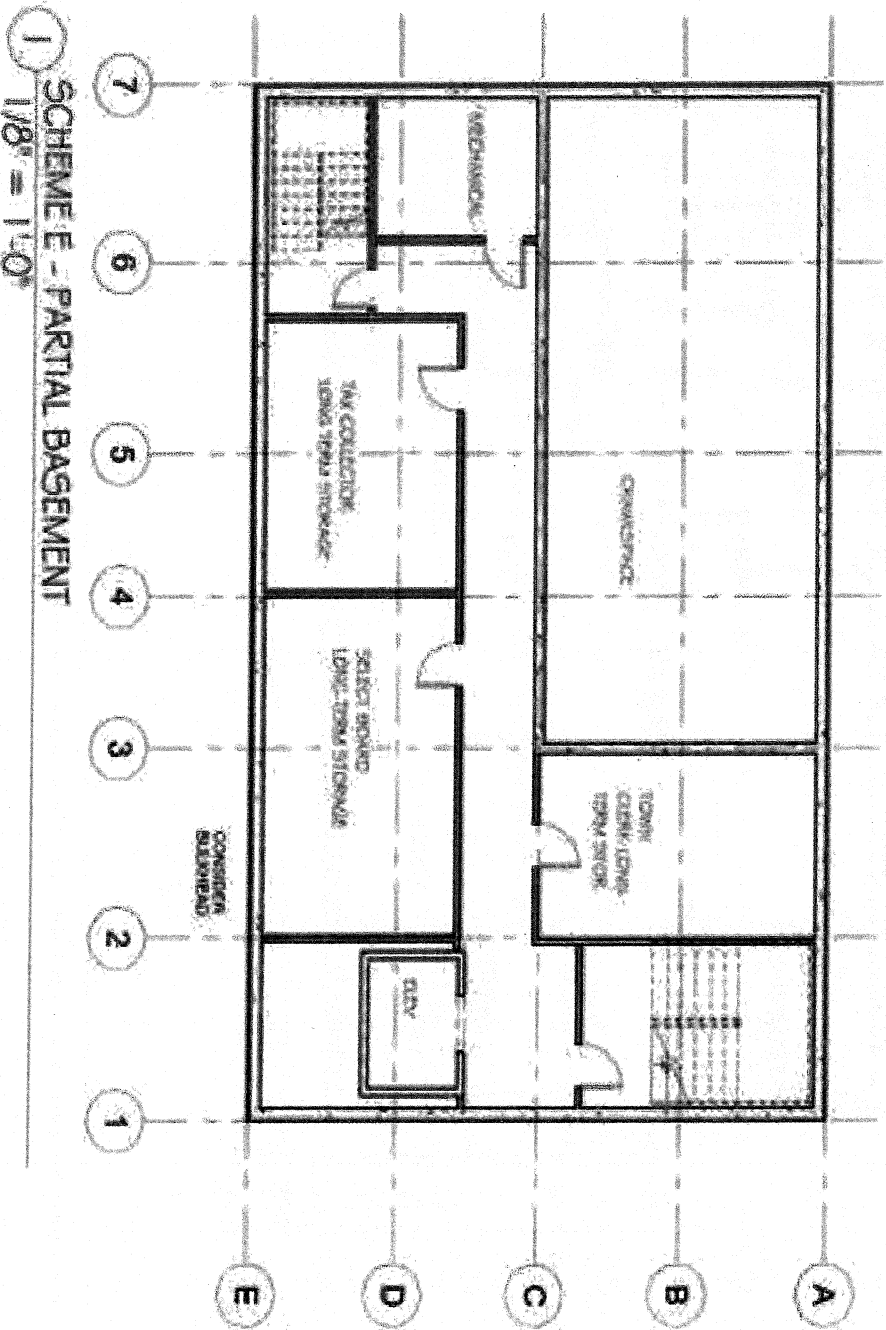 1
SCHEME E - PARTIAL BASEMENT
1/8" = 1'-0"
7
6
5
4
3
2
1
MECHANICAL
CRAWLSPACE
TAX COLLECTOR
LONG TERM STORAGE
SELECT BOARD
LONG-TERM STORAGE
TOWN
CLERK LONG-
TERM STOR.
ELEV
CONSIDER
BULKHEAD
A
B
C
D
E